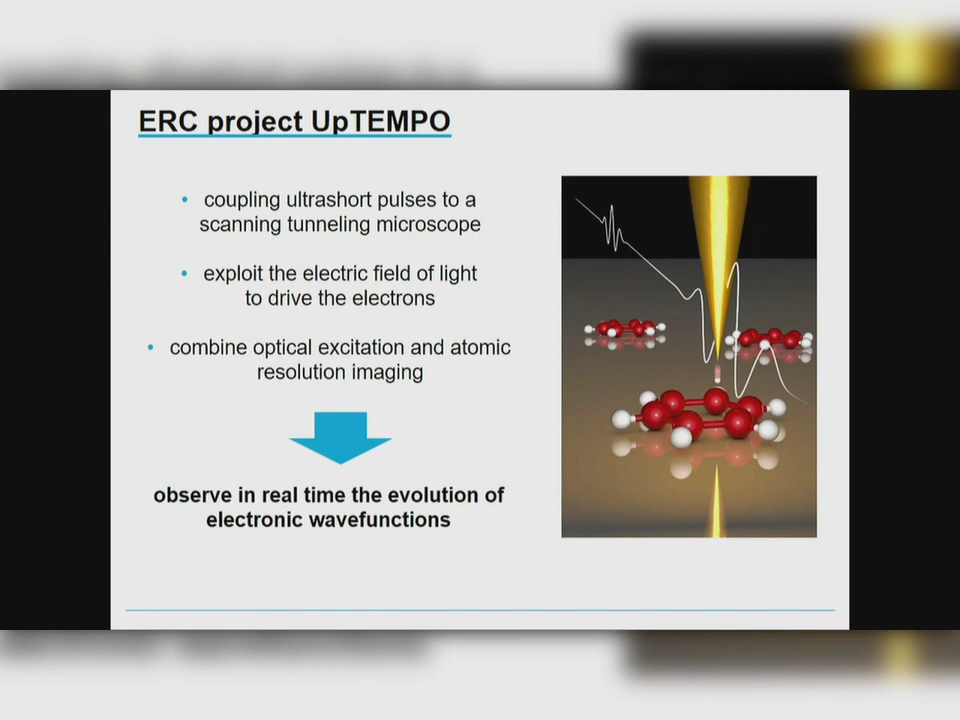 ERC project UpTEMPO
• coupling ultrashort pulses to a
scanning tunneling microscope
• exploit the electric field of light
to drive the electrons
• combine optical excitation and atomic
resolution imaging
observe in real time the evolution of
electronic wavefunctions